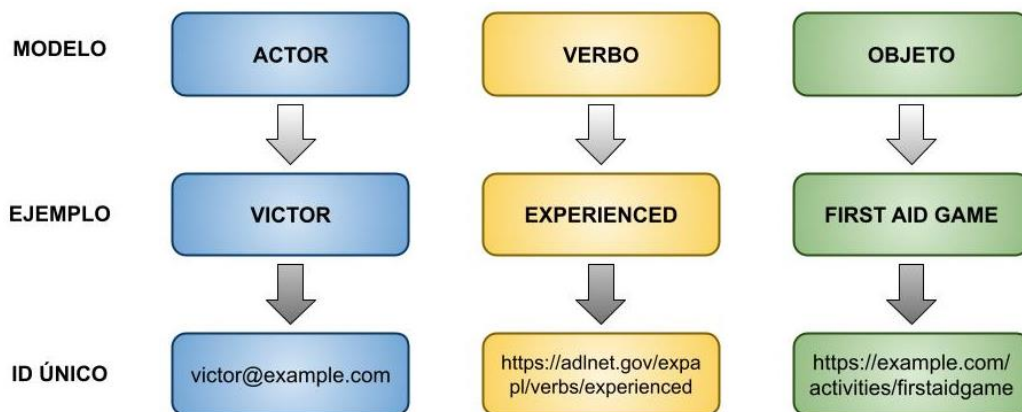 MODELO
ACTOR
VERBO
OBJETO
EJEMPLO
VICTOR
EXPERIENCED
FIRST AID GAME
ID ÚNICO
victor@example.com
https://adlnet.gov/expa
pl/verbs/experienced
https://example.com/
activities/firstaidgame